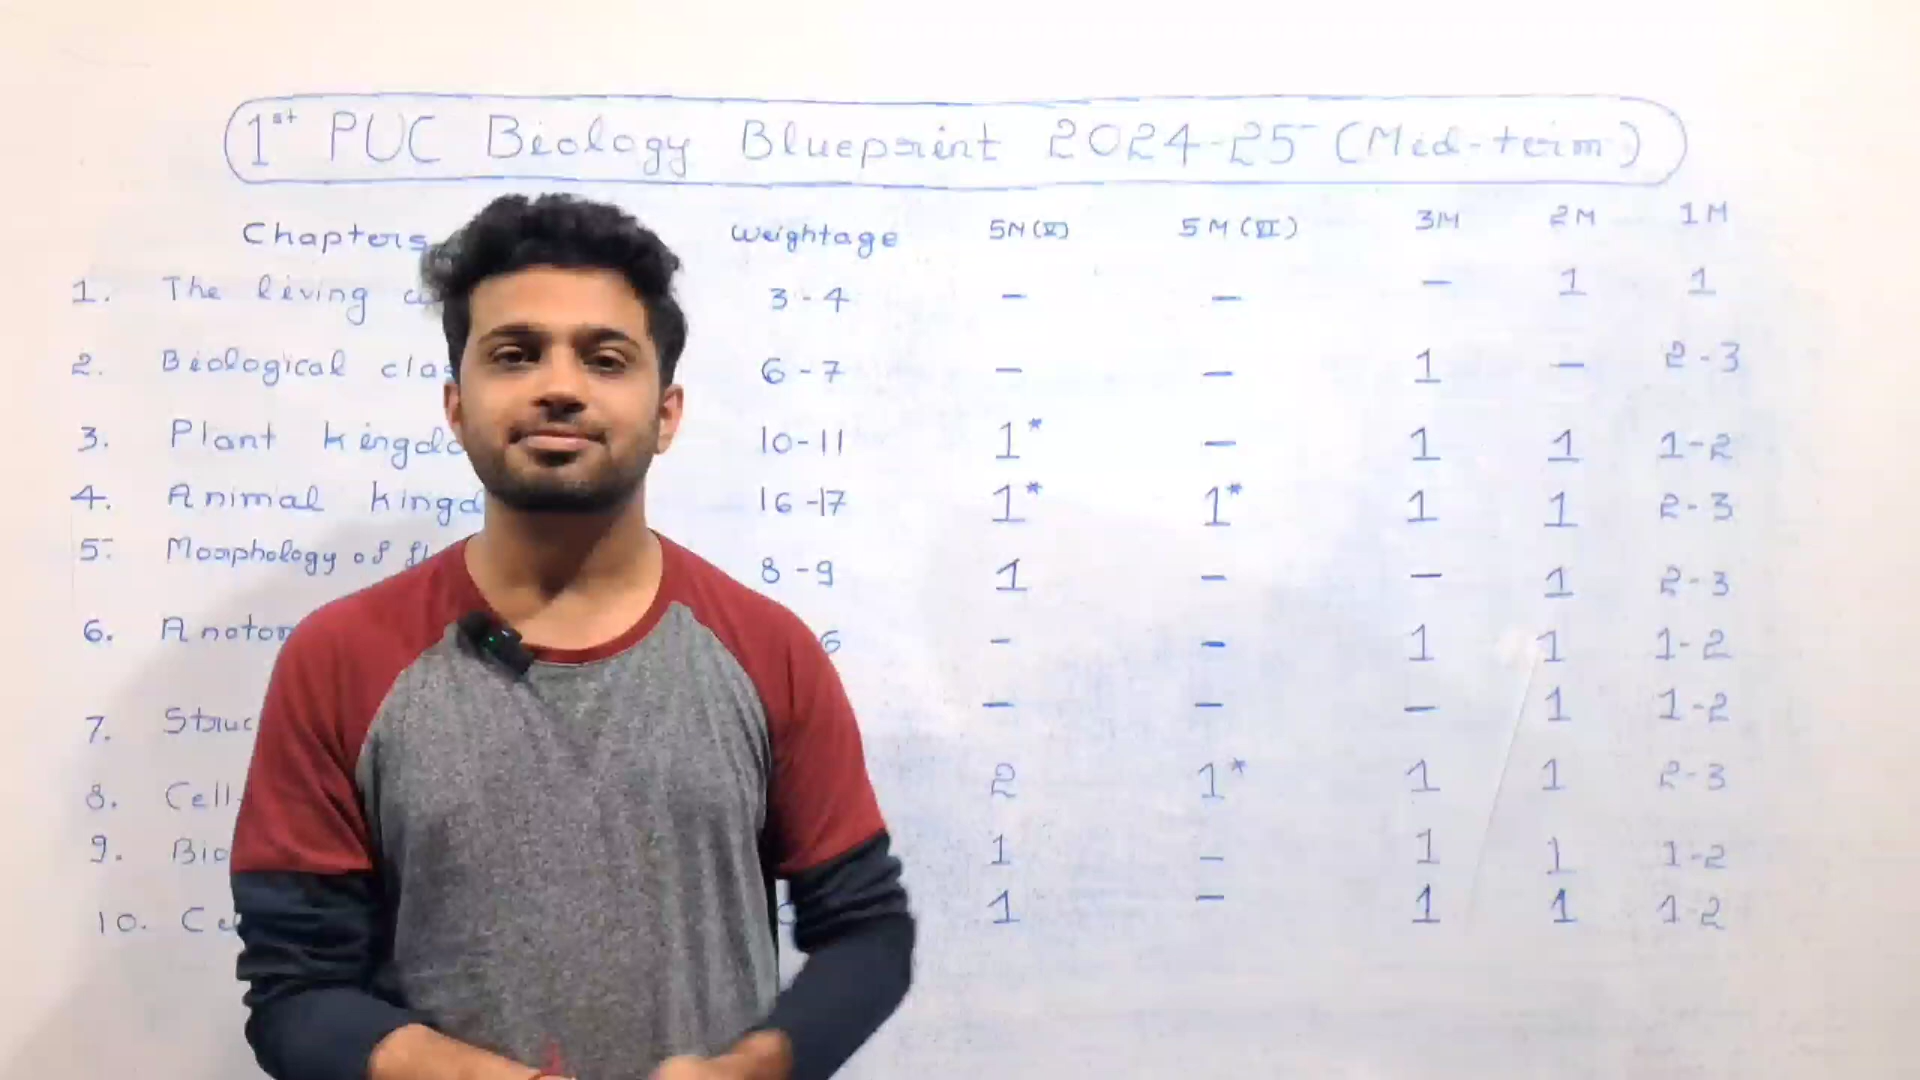 1st PUC Biology Blueprint 2024-25 (Mid-term)
Chapters Weightage 5M (V) 5M (VI) 3M 2M 1M
1. The living 3-4 - - - 1 1
2. Biological 6-7 - - 1 - 2-3
3. Plant 10-11 1* - 1 1 1-2
4. Animal 16-17 1* 1* 1 1 2-3
5. Morphology of 8-9 1 - - 1 2-3
6. 6 - - 1 1 1-2
7. - - - 1 1-2
8. Cell 2 1* 1 1 2-3
9. 1 - 1 1 1-2
10. 1 - 1 1 1-2